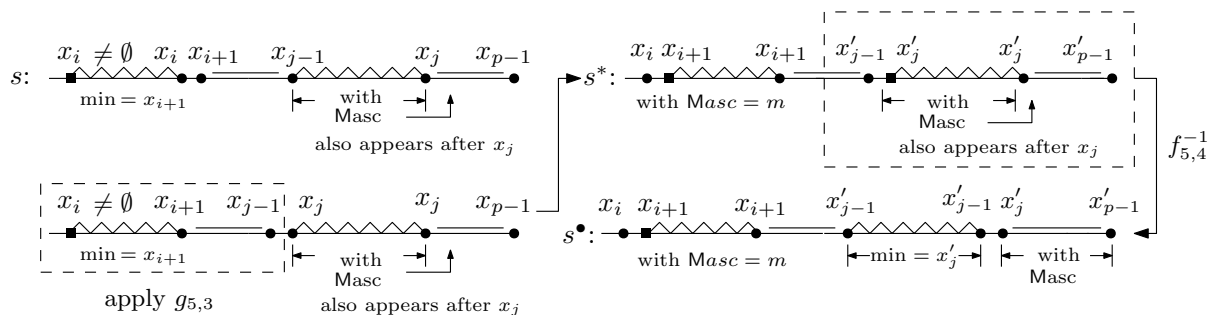 s: x_i ≠ ∅ x_i x_{i+1} x_{j−1} x_j x_{p−1}
min = x_{i+1}
with
Masc
also appears after x_j
s*: x_i x_{i+1} x_{i+1} x'_{j−1} x'_j x'_j x'_{p−1}
with Masc = m
with
Masc
also appears after x_j
f_{5,4}^{−1}
x_i ≠ ∅ x_{i+1} x_{j−1} x_j x_j x_{p−1}
min = x_{i+1}
with
Masc
also appears after x_j
apply g_{5,3}
s•: x_i x_{i+1} x_{i+1} x'_{j−1} x'_{j−1} x'_j x'_{p−1}
with Masc = m
min = x'_j
with
Masc